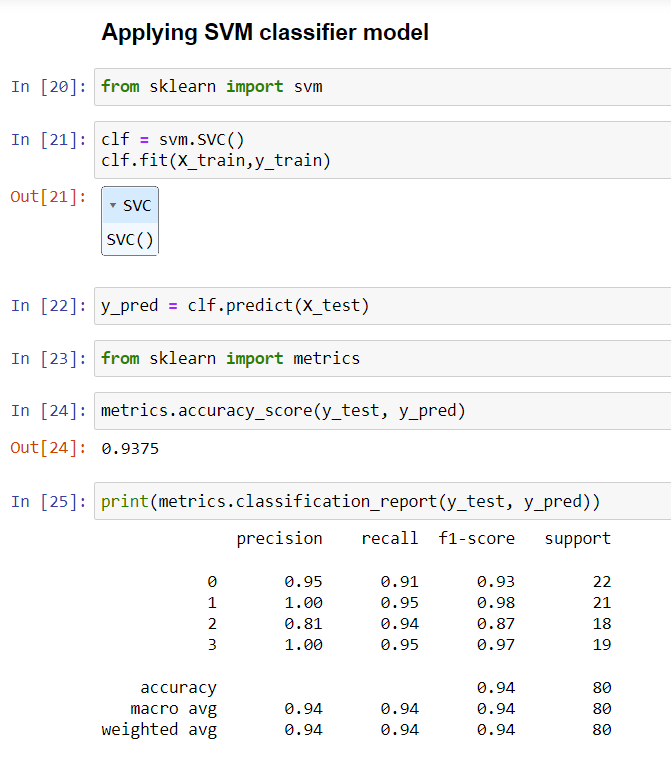 Applying SVM classifier model
In [20]: from sklearn import svm
In [21]: clf = svm.SVC()
clf.fit(X_train,y_train)
Out[21]: ▾ SVC
SVC()
In [22]: y_pred = clf.predict(X_test)
In [23]: from sklearn import metrics
In [24]: metrics.accuracy_score(y_test, y_pred)
Out[24]: 0.9375
In [25]: print(metrics.classification_report(y_test, y_pred))
precision recall f1-score support
0 0.95 0.91 0.93 22
1 1.00 0.95 0.98 21
2 0.81 0.94 0.87 18
3 1.00 0.95 0.97 19
accuracy 0.94 80
macro avg 0.94 0.94 0.94 80
weighted avg 0.94 0.94 0.94 80